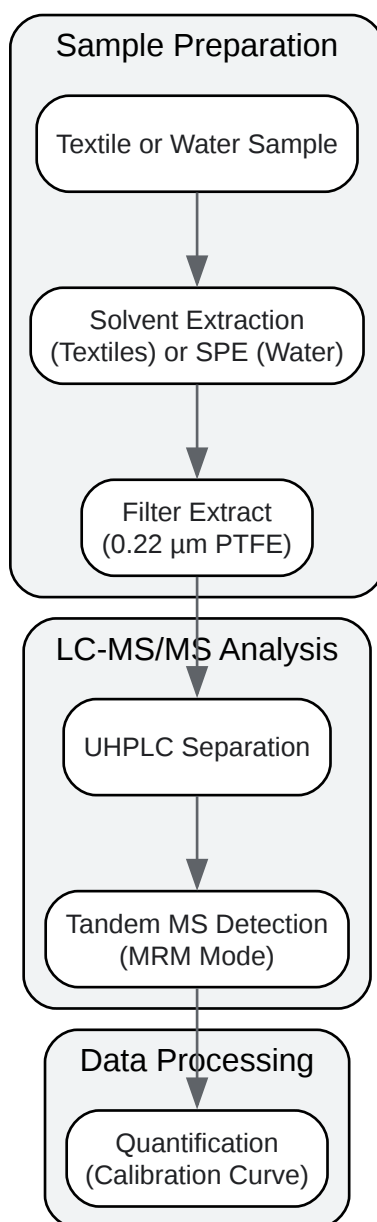 Sample Preparation
Textile or Water Sample
Solvent Extraction
(Textiles) or SPE (Water)
Filter Extract
(0.22 µm PTFE)
LC-MS/MS Analysis
UHPLC Separation
Tandem MS Detection
(MRM Mode)
Data Processing
Quantification
(Calibration Curve)